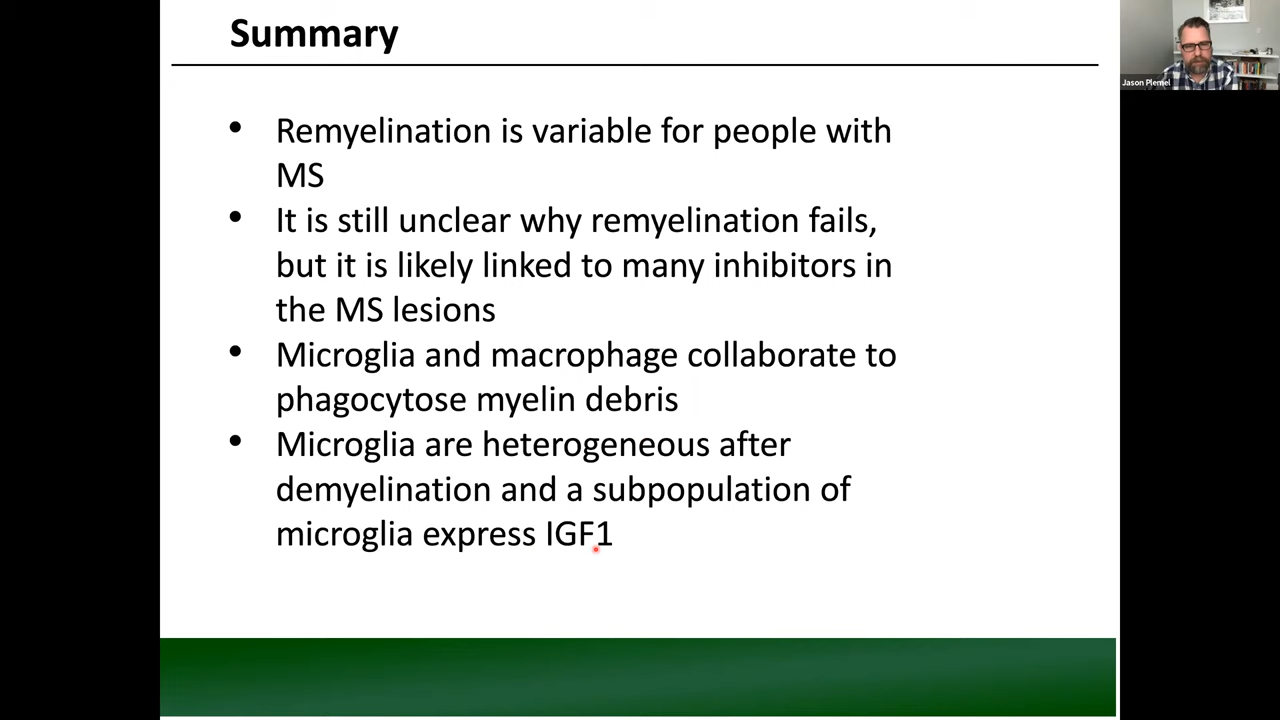 Summary
Jason Plemel
• Remyelination is variable for people with
MS
• It is still unclear why remyelination fails,
but it is likely linked to many inhibitors in
the MS lesions
• Microglia and macrophage collaborate to
phagocytose myelin debris
• Microglia are heterogeneous after
demyelination and a subpopulation of
microglia express IGF1